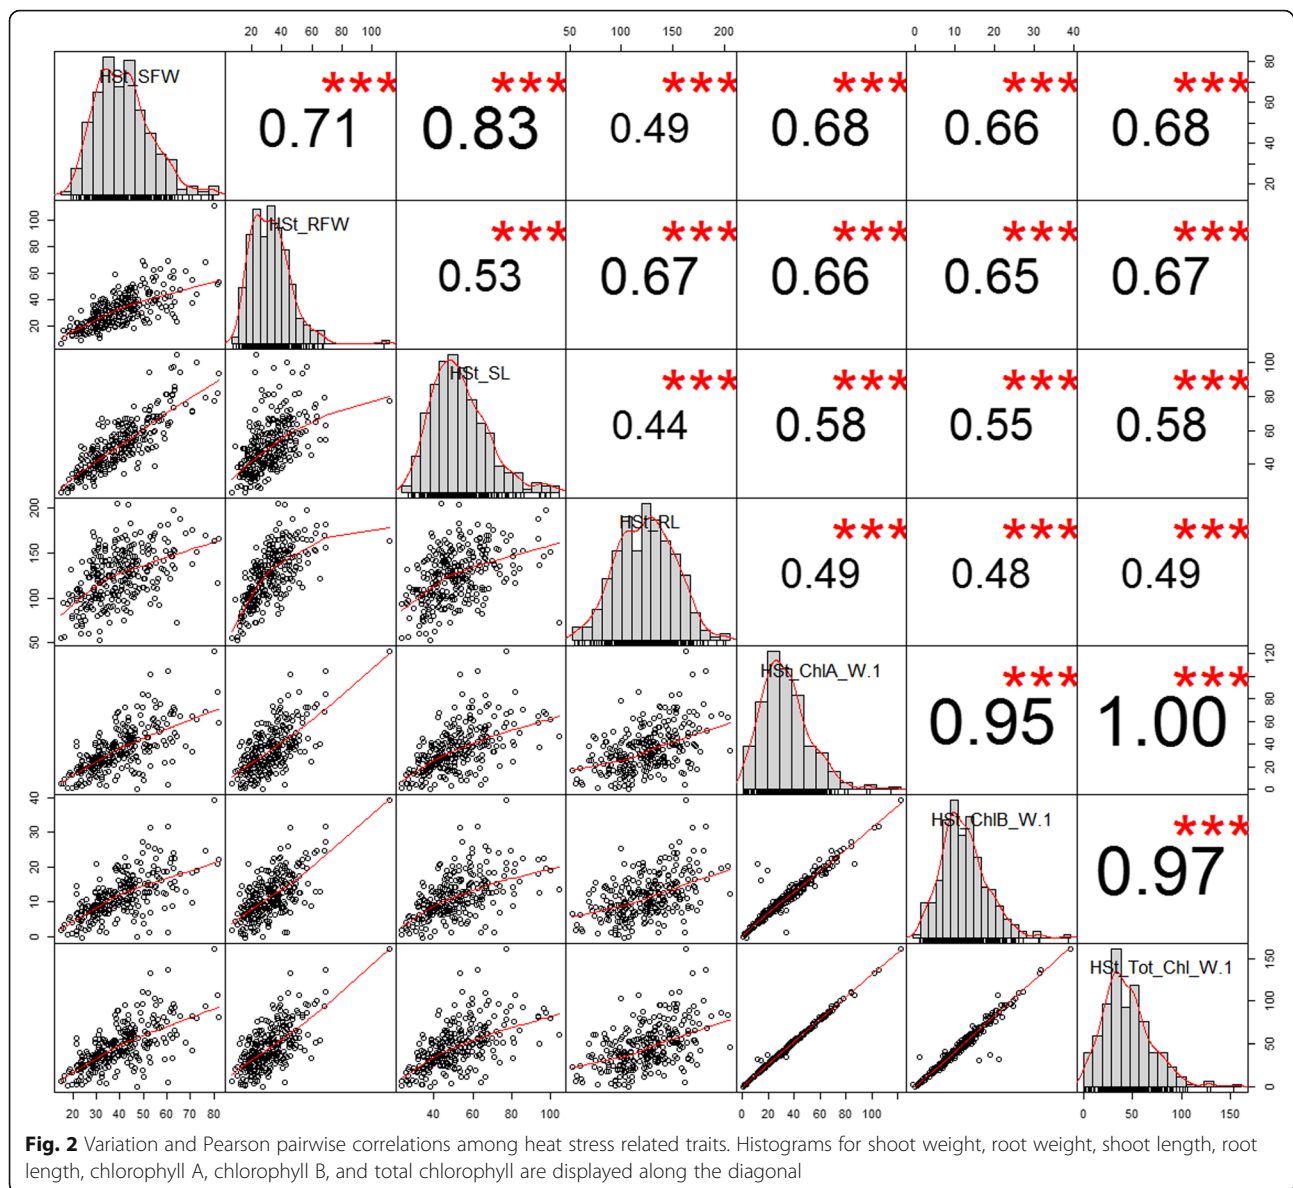 20 40 60 80 100
50 100 150 200
0 10 20 30 40
HSt_SFW
*** 0.71
*** 0.83
*** 0.49
*** 0.68
*** 0.66
*** 0.68
20 40 60 80
20 40 60 80 100
HSt_RFW
*** 0.53
*** 0.67
*** 0.66
*** 0.65
*** 0.67
HSt_SL
*** 0.44
*** 0.58
*** 0.55
*** 0.58
40 60 80 100
50 100 150 200
HSt_RL
*** 0.49
*** 0.48
*** 0.49
HSt_ChlA_W.1
*** 0.95
*** 1.00
0 20 40 60 80 120
0 10 20 30 40
HSt_ChlB_W.1
*** 0.97
HSt_Tot_Chl_W.1
0 50 100 150
20 30 40 50 60 70 80
40 60 80 100
0 20 40 60 80 100
0 50 100 150
Fig. 2 Variation and Pearson pairwise correlations among heat stress related traits. Histograms for shoot weight, root weight, shoot length, root
length, chlorophyll A, chlorophyll B, and total chlorophyll are displayed along the diagonal